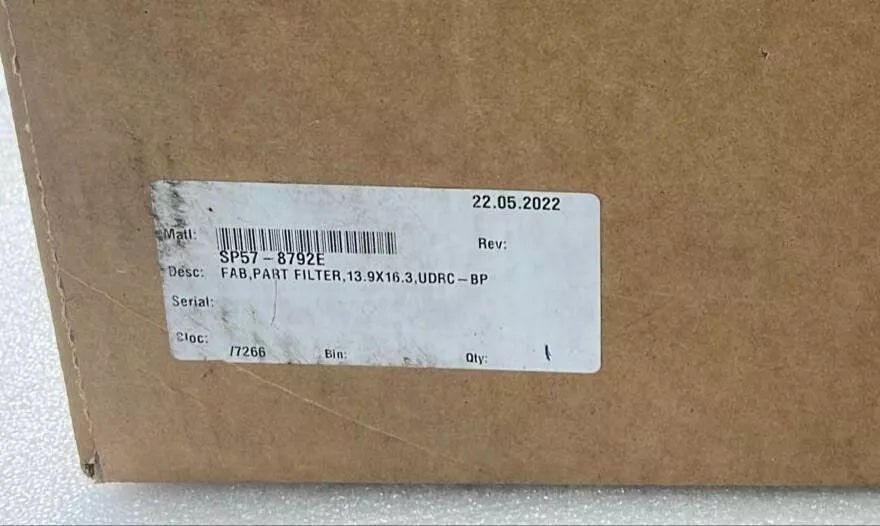 22.05.2022
Matl:
Rev:
SP57-8792E
Desc: FAB,PART FILTER,13.9X16.3,UDRC-BP
Serial:
Sloc: /7266 Bin: Qty: 1